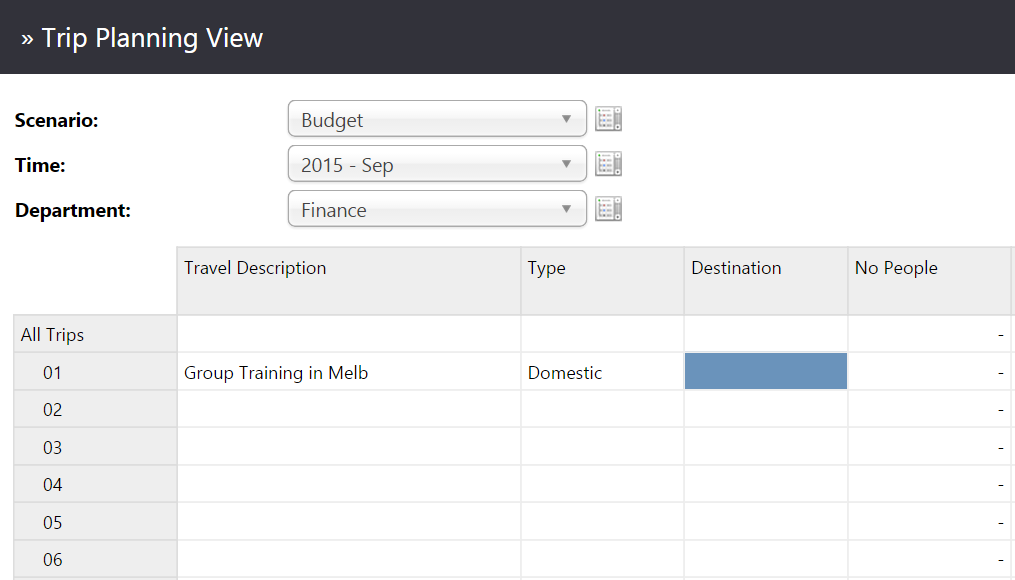 » Trip Planning View
Scenario: Budget
Time: 2015 - Sep
Department: Finance
Travel Description Type Destination No People
All Trips -
01 Group Training in Melb Domestic -
02 -
03 -
04 -
05 -
06 -